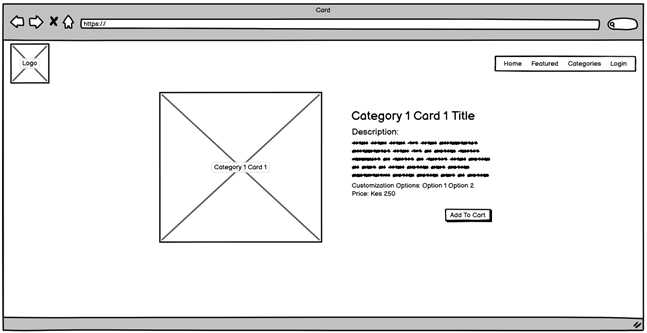 Card
https://
Logo
Home Featured Categories Login
Category 1 Card 1
Category 1 Card 1 Title
Description:
Customization Options: Option 1 Option 2
Price: Kes 250
Add To Cart